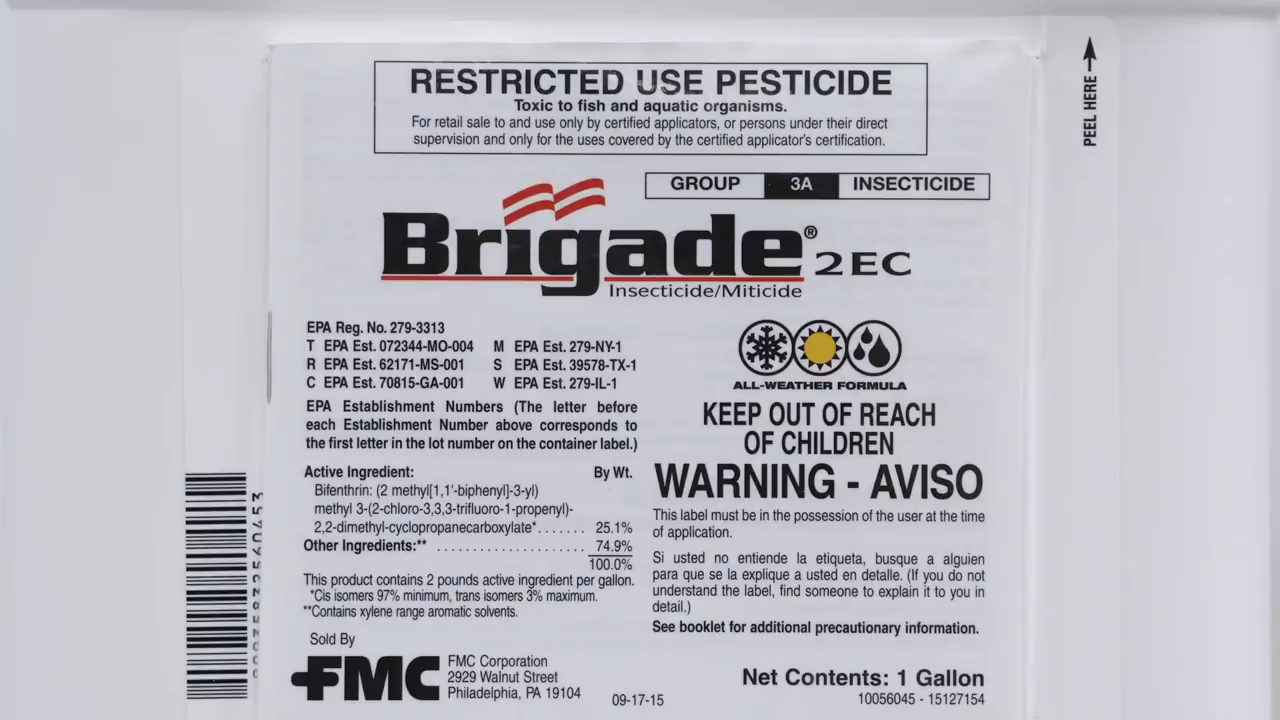 RESTRICTED USE PESTICIDE
Toxic to fish and aquatic organisms.
For retail sale to and use only by certified applicators, or persons under their direct
supervision and only for the uses covered by the certified applicator's certification.
PEEL HERE
GROUP 3A INSECTICIDE
Brigade® 2EC
Insecticide/Miticide
EPA Reg. No. 279-3313
T EPA Est. 072344-MO-004 M EPA Est. 279-NY-1
R EPA Est. 62171-MS-001 S EPA Est. 39578-TX-1
C EPA Est. 70815-GA-001 W EPA Est. 279-IL-1
EPA Establishment Numbers (The letter before
each Establishment Number above corresponds to
the first letter in the lot number on the container label.)
Active Ingredient: By Wt.
Bifenthrin: (2 methyl[1,1'-biphenyl]-3-yl)
methyl 3-(2-chloro-3,3,3-trifluoro-1-propenyl)-
2,2-dimethyl-cyclopropanecarboxylate*. . . . . . . 25.1%
Other Ingredients:** . . . . . . . . . . . . . . . . . . . . . . 74.9%
100.0%
This product contains 2 pounds active ingredient per gallon.
*Cis isomers 97% minimum, trans isomers 3% maximum.
**Contains xylene range aromatic solvents.
Sold By
FMC
FMC Corporation
2929 Walnut Street
Philadelphia, PA 19104
09-17-15
ALL-WEATHER FORMULA
KEEP OUT OF REACH
OF CHILDREN
WARNING - AVISO
This label must be in the possession of the user at the time
of application.
Si usted no entiende la etiqueta, busque a alguien
para que se la explique a usted en detalle. (If you do not
understand the label, find someone to explain it to you in
detail.)
See booklet for additional precautionary information.
Net Contents: 1 Gallon
10056045 - 15127154